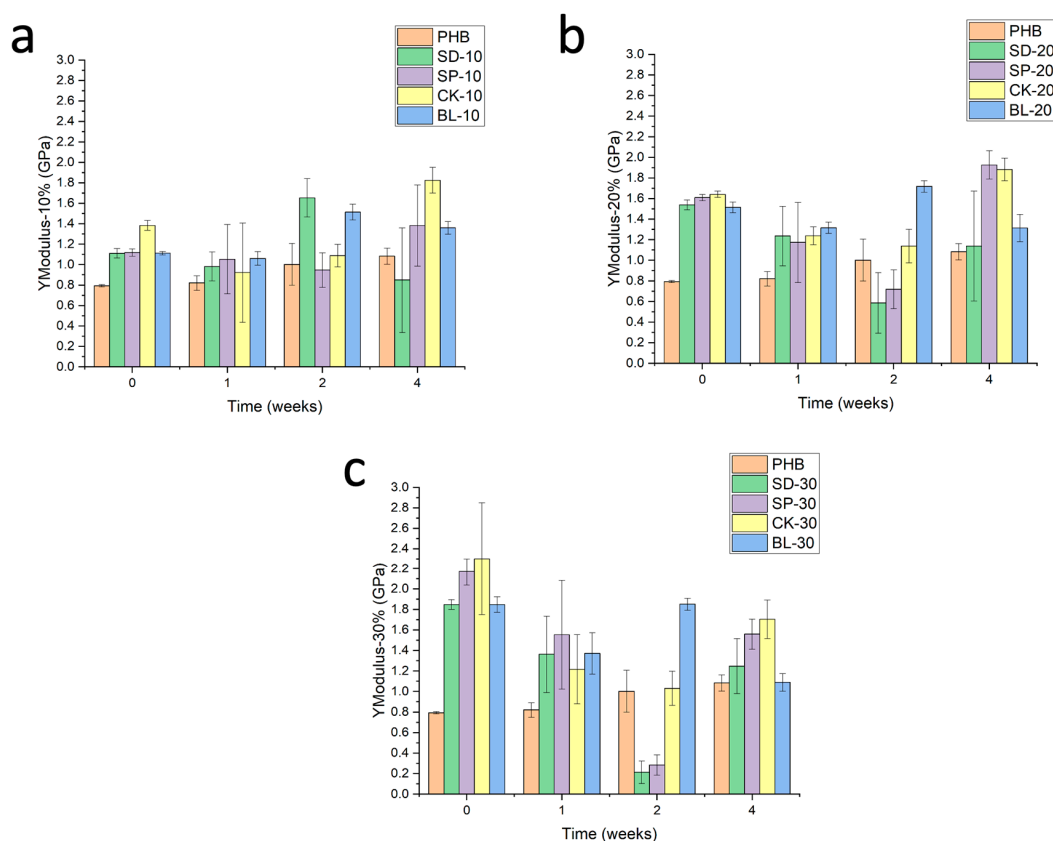 a
PHB
SD-10
SP-10
CK-10
BL-10
YModulus-10% (GPa)
3.0
2.8
2.6
2.4
2.2
2.0
1.8
1.6
1.4
1.2
1.0
0.8
0.6
0.4
0.2
0.0
0 1 2 4
Time (weeks)
b
PHB
SD-20
SP-20
CK-20
BL-20
YModulus-20% (GPa)
3.0
2.8
2.6
2.4
2.2
2.0
1.8
1.6
1.4
1.2
1.0
0.8
0.6
0.4
0.2
0.0
0 1 2 4
Time (weeks)
c
PHB
SD-30
SP-30
CK-30
BL-30
YModulus-30% (GPa)
3.0
2.8
2.6
2.4
2.2
2.0
1.8
1.6
1.4
1.2
1.0
0.8
0.6
0.4
0.2
0.0
0 1 2 4
Time (weeks)